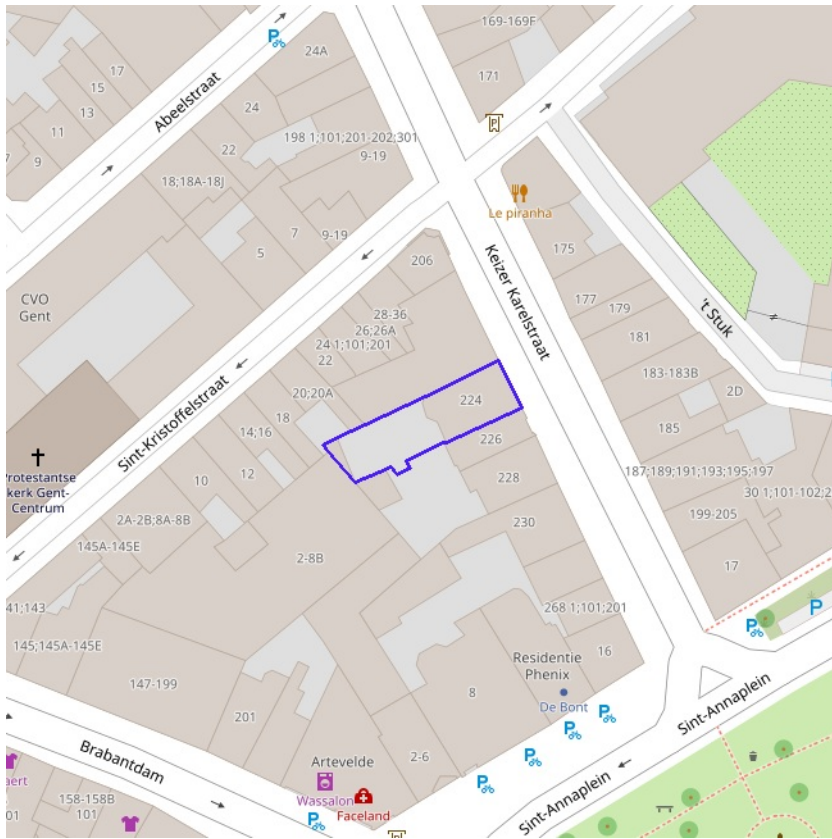 169-169F
24A
171
17
15
13
11
9
Abeelstraat
24
22
198 1;101;201-202;301
9-19
18;18A-18J
Le piranha
7
9-19
5
175
206
Keizer Karelstraat
CVO
Gent
177
179
't Stuk
28-36
26;26A
24 1;101;201
22
181
183-183B
2D
20;20A
224
Sint-Kristoffelstraat
18
14;16
226
185
12
10
228
187;189;191;193;195;197
Protestantse
kerk Gent-
Centrum
30 1;101-102;2
2A-2B;8A-8B
230
199-205
145A-145E
2-8B
17
41;143
268 1;101;201
P
145;145A-145E
16
Residentie
Phenix
147-199
8
De Bont
201
Sint-Annaplein
2-6
Brabantdam
Artevelde
Wassalon
Faceland
Sint-Annaplein
aert
158-158B
101
01